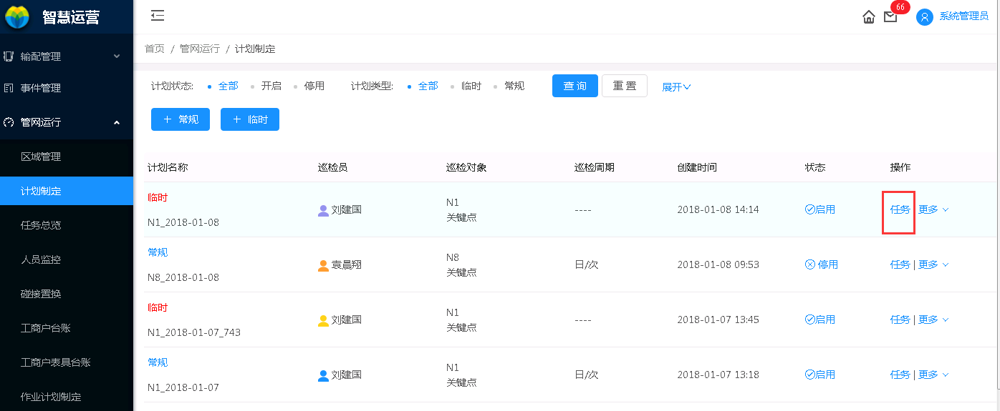 智慧运营
66
系统管理员
输配管理
事件管理
管网运行
区域管理
计划制定
任务总览
人员监控
碰接置换
工商户台账
工商户表具台账
作业计划制定
首页 / 管网运行 / 计划制定
计划状态: 全部 开启 停用 计划类型: 全部 临时 常规 查询 重置 展开
+ 常规 + 临时
计划名称 巡检员 巡检对象 巡检周期 创建时间 状态 操作
临时
N1_2018-01-08
刘建国
N1
关键点
----
2018-01-08 14:14
启用
任务 更多
常规
N8_2018-01-08
袁晨翔
N8
关键点
日/次
2018-01-08 09:53
停用
任务 | 更多
临时
N1_2018-01-07_743
刘建国
N1
关键点
----
2018-01-07 13:45
启用
任务 | 更多
常规
N1_2018-01-07
刘建国
N1
关键点
日/次
2018-01-07 13:18
启用
任务 | 更多